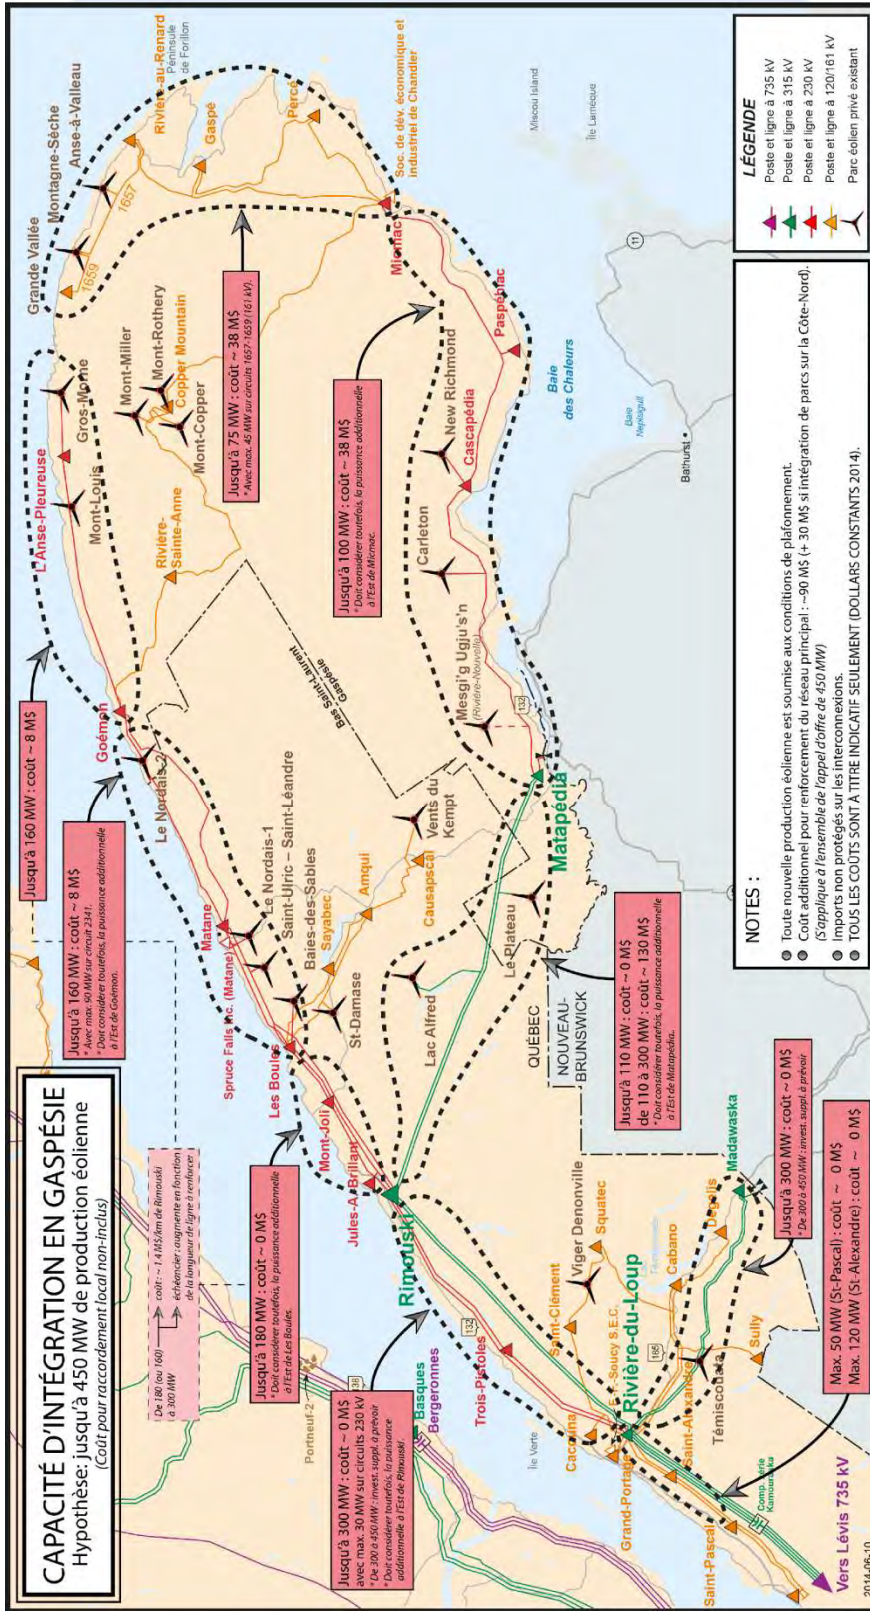 CAPACITÉ D'INTÉGRATION EN GASPÉSIE
Hypothèse: jusqu'à 450 MW de production éolienne
(Coût pour raccordement local non-inclus)
De 180 (ou 160)
à 300 MW
coût : ~ 1.4 M$/km de Rimouski
échéancier : augmente en fonction
de la longueur de ligne à renforcer
Jusqu'à 160 MW : coût ~ 8 M$
Jusqu'à 160 MW : coût ~ 8 M$
* Avec max. 90 MW sur circuit 2341.
* Doit considérer toutefois, la puissance additionnelle
à l'Est de Goémon.
Jusqu'à 180 MW : coût ~ 0 M$
* Doit considérer toutefois, la puissance additionnelle
à l'Est de Les Boules.
Jusqu'à 300 MW : coût ~ 0 M$
avec max. 30 MW sur circuits 230 kV
* De 300 à 450 MW : invest. suppl. à prévoir
* Doit considérer toutefois, la puissance
additionnelle à l'Est de Rimouski.
Jusqu'à 75 MW : coût ~ 38 M$
* Avec max. 45 MW sur circuits 1657-1659 (161 kV).
Jusqu'à 100 MW : coût ~ 38 M$
* Doit considérer toutefois, la puissance additionnelle
à l'Est de Micmac.
Jusqu'à 110 MW : coût ~ 0 M$
de 110 à 300 MW : coût ~ 130 M$
* Doit considérer toutefois, la puissance additionnelle
à l'Est de Matapédia.
Jusqu'à 300 MW : coût ~ 0 M$
* De 300 à 450 MW : invest. suppl. à prévoir
Max. 50 MW (St-Pascal) : coût ~ 0 M$
Max. 120 MW (St-Alexandre) : coût ~ 0 M$
Grande Vallée
Montagne-Sèche
Anse-à-Valleau
Rivière-au-Renard
Péninsule
de Forillon
1659
1657
Gaspé
Percé
Soc. de dév. économique et
industriel de Chandler
L'Anse-Pleureuse
Gros-Morne
Mont-Louis
Mont-Miller
Mont-Rothery
Copper Mountain
Mont-Copper
Rivière-
Sainte-Anne
Goémon
Le Nordais-2
Matane
Spruce Falls Inc. (Matane)
Le Nordais-1
Saint-Ulric – Saint-Léandre
Baies-des-Sables
Les Boules
Sayabec
St-Damase
Amqui
Causapscal
Vents du
Kempt
Bas Saint-Laurent
Gaspésie
Mont-Joli
Jules-A. Brillant
Rimouski
Lac Alfred
Le Plateau
Matapédia
Mesgi'g Ugju's'n
(Rivière-Nouvelle)
132
Carleton
New Richmond
Cascapédia
Paspébiac
Micmac
Baie
des Chaleurs
Baie
Nepisiguit
Bathurst
11
Miscou Island
Île Lamèque
QUÉBEC
NOUVEAU-
BRUNSWICK
Portneuf-2
138
Basques
Bergeronnes
Île Verte
132
Trois-Pistoles
Saint-Clément
Viger Denonville
Squatec
Cacouna
E. F.-Soucy S.E.C.
Rivière-du-Loup
Grand-Portage
185
Cabano
Dégelis
Madawaska
Saint-Alexandre
Témiscouata
Sully
Saint-Pascal
Comp. série
Kamouraska
Vers Lévis 735 kV
2014-06-10
LÉGENDE
Poste et ligne à 735 kV
Poste et ligne à 315 kV
Poste et ligne à 230 kV
Poste et ligne à 120/161 kV
Parc éolien privé existant
NOTES :
Toute nouvelle production éolienne est soumise aux conditions de plafonnement.
Coût additionnel pour renforcement du réseau principal : ~90 M$ (+ 30 M$ si intégration de parcs sur la Côte-Nord).
(S'applique à l'ensemble de l'appel d'offre de 450 MW)
Imports non protégés sur les interconnexions.
TOUS LES COÛTS SONT À TITRE INDICATIF SEULEMENT (DOLLARS CONSTANTS 2014).